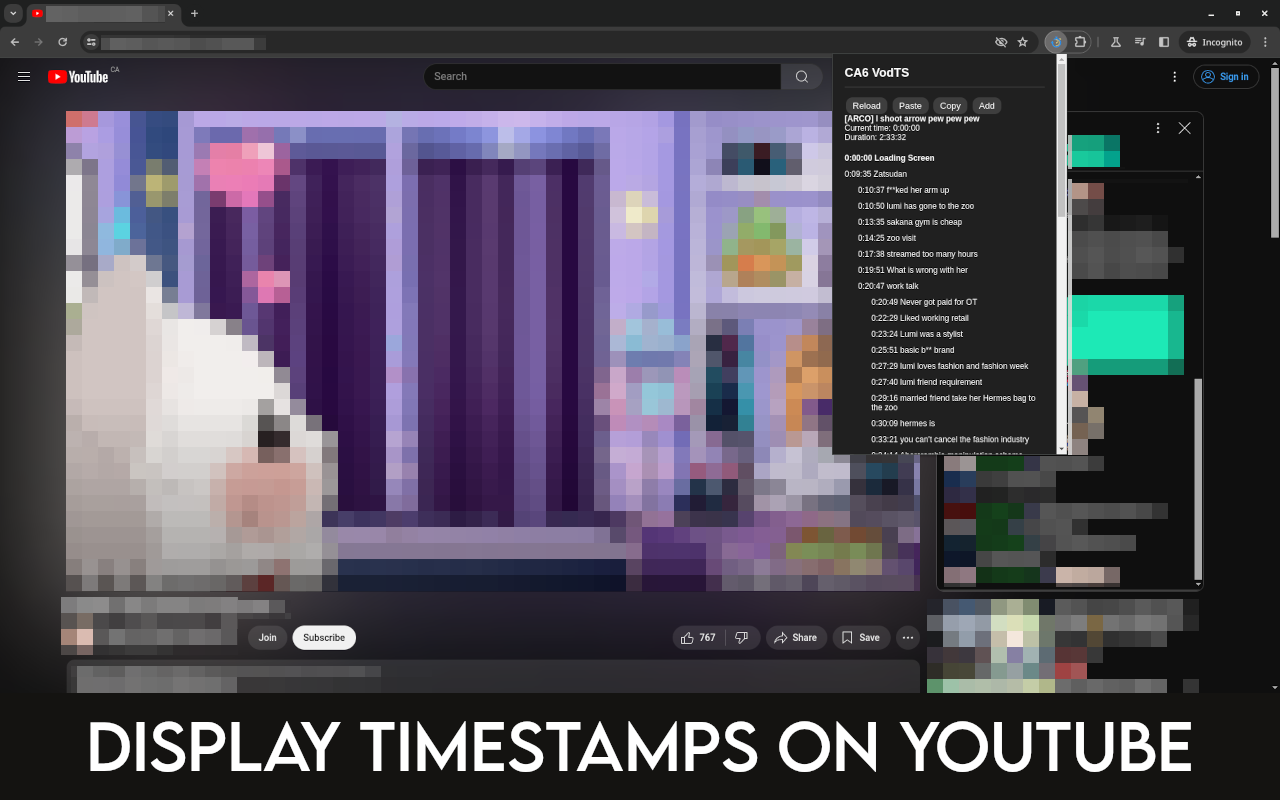 Incognito
YouTube CA
Search
Sign in
CA6 VodTS
Reload Paste Copy Add
[ARCO] I shoot arrow pew pew pew
Current time: 0:00:00
Duration: 2:33:32
0:00:00 Loading Screen
0:09:35 Zatsudan
0:10:37 f**ked her arm up
0:10:50 lumi has gone to the zoo
0:13:35 sakana gym is cheap
0:14:25 zoo visit
0:17:38 streamed too many hours
0:19:51 What is wrong with her
0:20:47 work talk
0:20:49 Never got paid for OT
0:22:29 Liked working retail
0:23:24 Lumi was a stylist
0:25:51 basic b** brand
0:27:29 lumi loves fashion and fashion week
0:27:40 lumi friend requirement
0:29:16 married friend take her Hermes bag to
the zoo
0:30:09 hermes is
0:33:21 you can't cancel the fashion industry
Join Subscribe 767 Share Save
DISPLAY TIMESTAMPS ON YOUTUBE